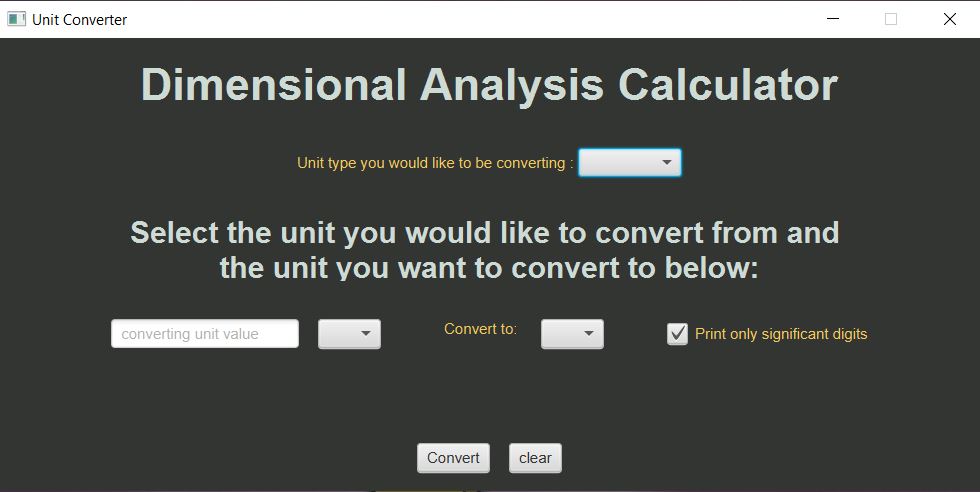 Unit Converter
Dimensional Analysis Calculator
Unit type you would like to be converting :
Select the unit you would like to convert from and
the unit you want to convert to below:
converting unit value
Convert to:
Print only significant digits
Convert
clear